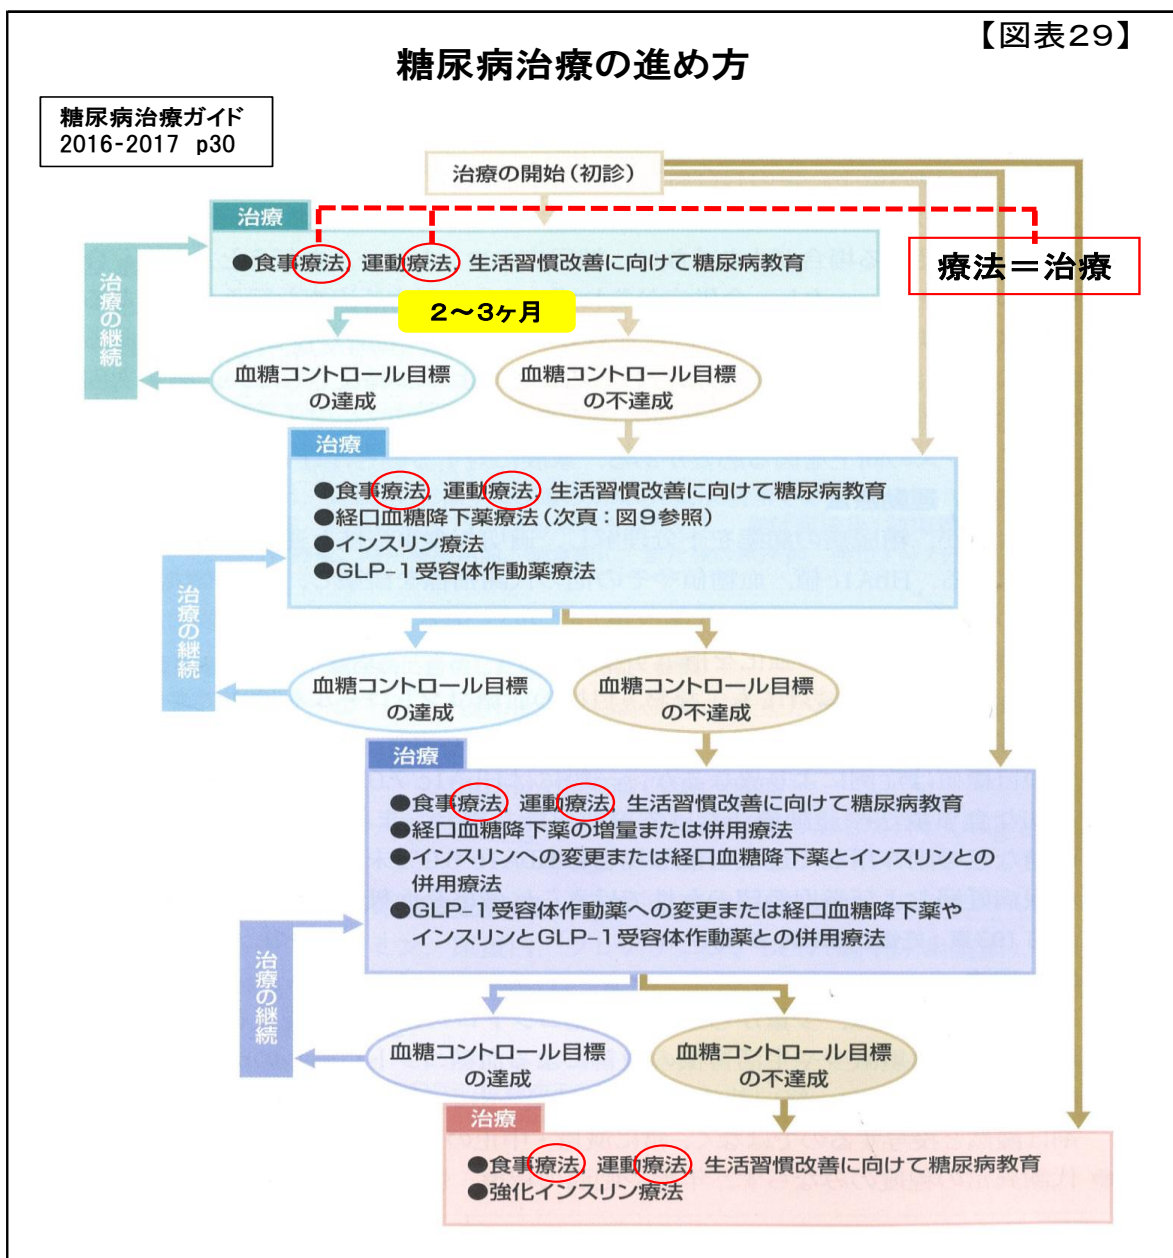 【図表29】
糖尿病治療の進め方
糖尿病治療ガイド
2016-2017 p30
治療の開始(初診)
治療
●食事療法, 運動療法, 生活習慣改善に向けて糖尿病教育
療法＝治療
2～3ヶ月
治療の継続
血糖コントロール目標
の達成
血糖コントロール目標
の不達成
治療
●食事療法, 運動療法, 生活習慣改善に向けて糖尿病教育
●経口血糖降下薬療法(次頁：図9参照)
●インスリン療法
●GLP-1受容体作動薬療法
治療の継続
血糖コントロール目標
の達成
血糖コントロール目標
の不達成
治療
●食事療法, 運動療法, 生活習慣改善に向けて糖尿病教育
●経口血糖降下薬の増量または併用療法
●インスリンへの変更または経口血糖降下薬とインスリンとの
併用療法
●GLP-1受容体作動薬への変更または経口血糖降下薬や
インスリンとGLP-1受容体作動薬との併用療法
治療の継続
血糖コントロール目標
の達成
血糖コントロール目標
の不達成
治療
●食事療法, 運動療法, 生活習慣改善に向けて糖尿病教育
●強化インスリン療法